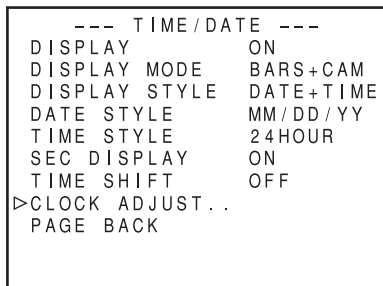 --- TIME/DATE ---
DISPLAY ON
DISPLAY MODE BARS+CAM
DISPLAY STYLE DATE+TIME
DATE STYLE MM/DD/YY
TIME STYLE 24HOUR
SEC DISPLAY ON
TIME SHIFT OFF
▷CLOCK ADJUST..
PAGE BACK